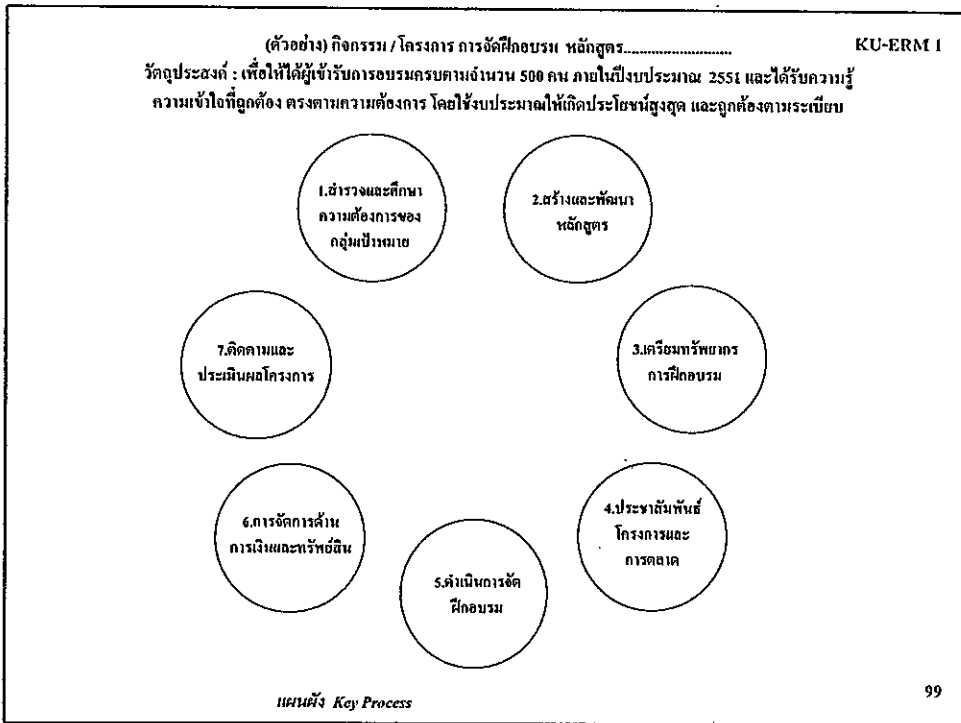 (ตัวอย่าง) กิจกรรม / โครงการ การจัดฝึกอบรม หลักสูตร...........................
KU-ERM 1
วัตถุประสงค์ : เพื่อให้ได้ผู้เข้ารับการอบรมครบตามจำนวน 500 คน ภายในปีงบประมาณ 2551 และได้รับความรู้
ความเข้าใจที่ถูกต้อง ตรงตามความต้องการ โดยใช้งบประมาณให้เกิดประโยชน์สูงสุด และถูกต้องตามระเบียบ
1.สำรวจและศึกษา
ความต้องการของ
กลุ่มเป้าหมาย
2.สร้างและพัฒนา
หลักสูตร
3.เตรียมทรัพยากร
การฝึกอบรม
4.ประชาสัมพันธ์
โครงการและ
การตลาด
5.ดำเนินการจัด
ฝึกอบรม
6.การจัดการด้าน
การเงินและทรัพย์สิน
7.ติดตามและ
ประเมินผลโครงการ
แผนผัง Key Process
99